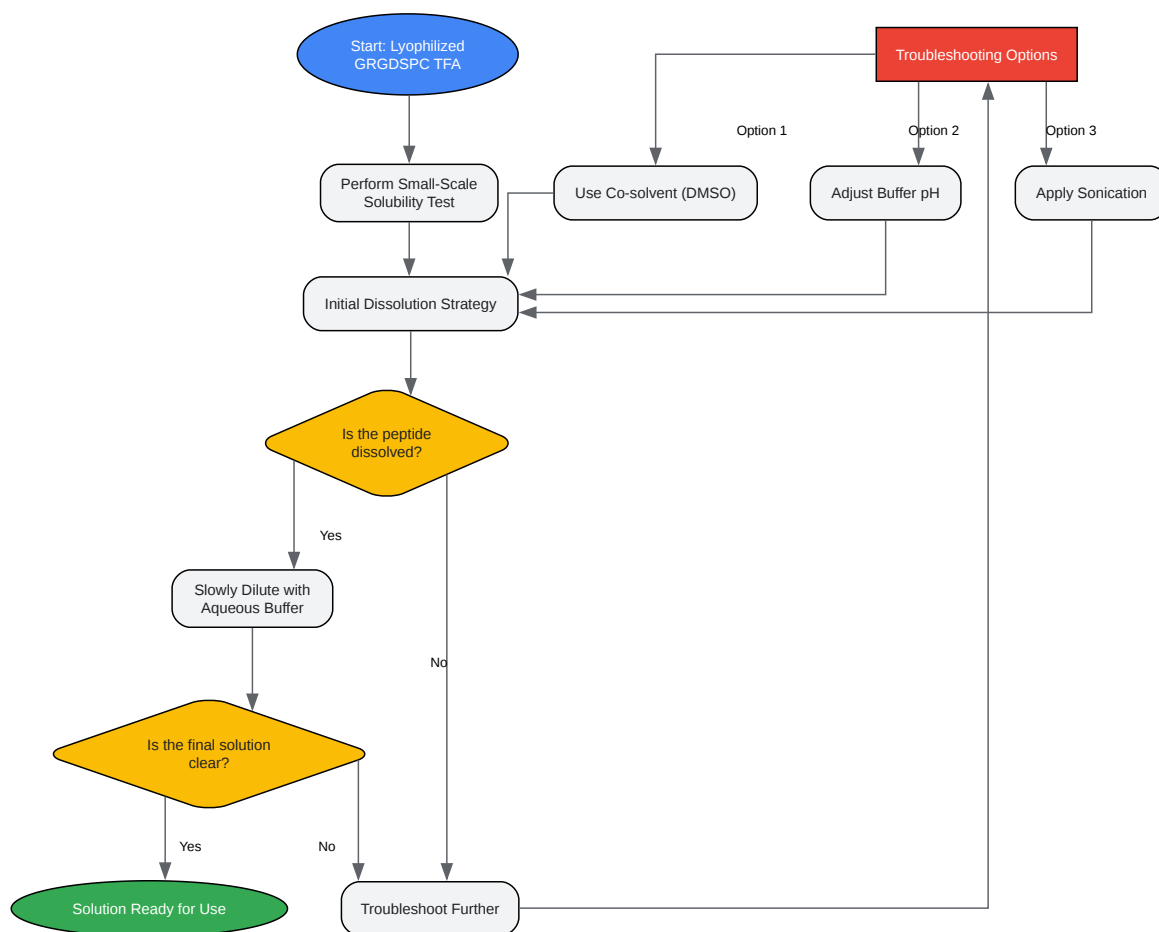 Start: Lyophilized
GRGDSPC TFA
Troubleshooting Options
Option 1
Option 2
Option 3
Perform Small-Scale
Solubility Test
Use Co-solvent (DMSO)
Adjust Buffer pH
Apply Sonication
Initial Dissolution Strategy
Is the peptide
dissolved?
Yes
Slowly Dilute with
Aqueous Buffer
No
Is the final solution
clear?
Yes
No
Solution Ready for Use
Troubleshoot Further